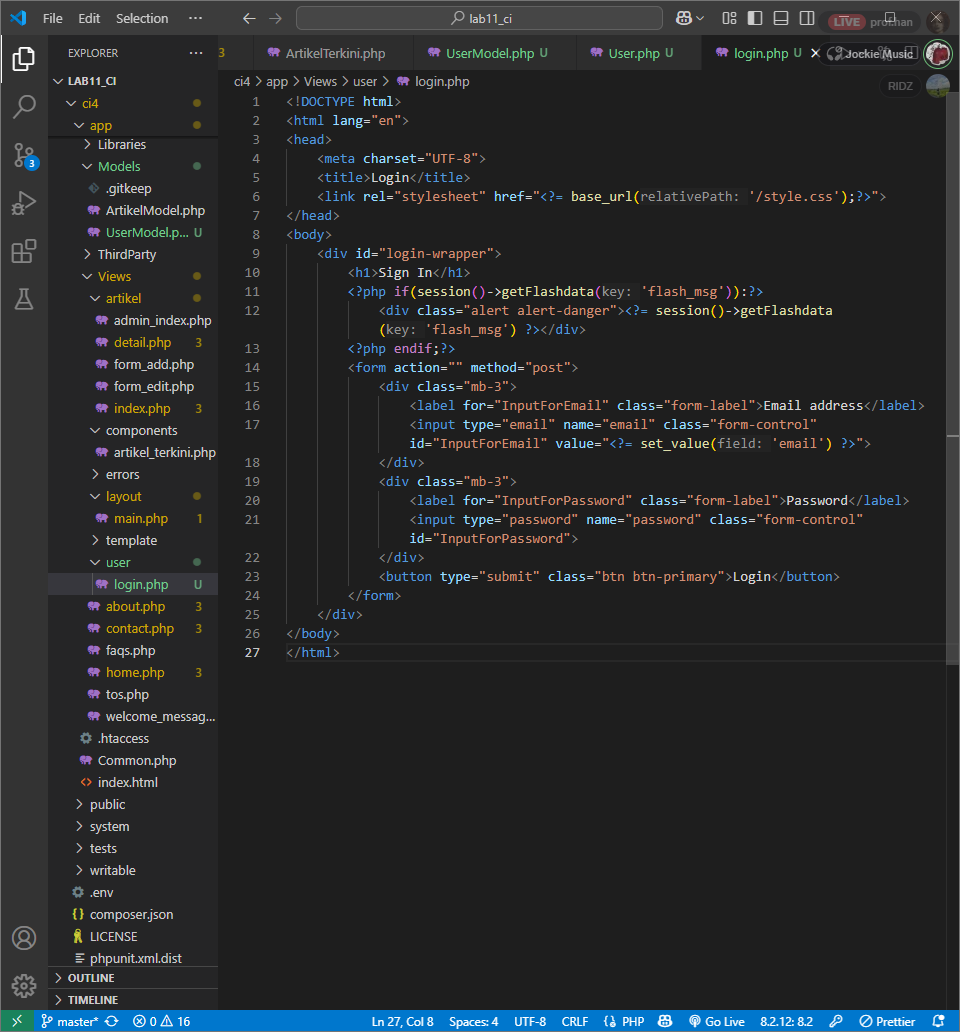 File Edit Selection ··· lab11_ci LIVE prof.han
EXPLORER ···
3 ArtikelTerkini.php UserModel.php U User.php U login.php U Jockie Music
RIDZ
LAB11_CI
ci4
app
Libraries
Models
.gitkeep
ArtikelModel.php
UserModel.p... U
ThirdParty
Views
artikel
admin_index.php
detail.php 3
form_add.php
form_edit.php
index.php 3
components
artikel_terkini.php
errors
layout
main.php 1
template
user
login.php U
about.php 3
contact.php 3
faqs.php
home.php 3
tos.php
welcome_messag...
.htaccess
Common.php
index.html
public
system
tests
writable
.env
composer.json
LICENSE
phpunit.xml.dist
OUTLINE
TIMELINE
3
ci4 > app > Views > user > login.php
1 <!DOCTYPE html>
2 <html lang="en">
3 <head>
4 <meta charset="UTF-8">
5 <title>Login</title>
6 <link rel="stylesheet" href="<?= base_url(relativePath: '/style.css');?>">
7 </head>
8 <body>
9 <div id="login-wrapper">
10 <h1>Sign In</h1>
11 <?php if(session()->getFlashdata(key: 'flash_msg')):?>
12 <div class="alert alert-danger"><?= session()->getFlashdata
(key: 'flash_msg') ?></div>
13 <?php endif;?>
14 <form action="" method="post">
15 <div class="mb-3">
16 <label for="InputForEmail" class="form-label">Email address</label>
17 <input type="email" name="email" class="form-control"
id="InputForEmail" value="<?= set_value(field: 'email') ?>">
18 </div>
19 <div class="mb-3">
20 <label for="InputForPassword" class="form-label">Password</label>
21 <input type="password" name="password" class="form-control"
id="InputForPassword">
22 </div>
23 <button type="submit" class="btn btn-primary">Login</button>
24 </form>
25 </div>
26 </body>
27 </html>
master* 0 16 Ln 27, Col 8 Spaces: 4 UTF-8 CRLF {} PHP Go Live 8.2.12: 8.2 Prettier